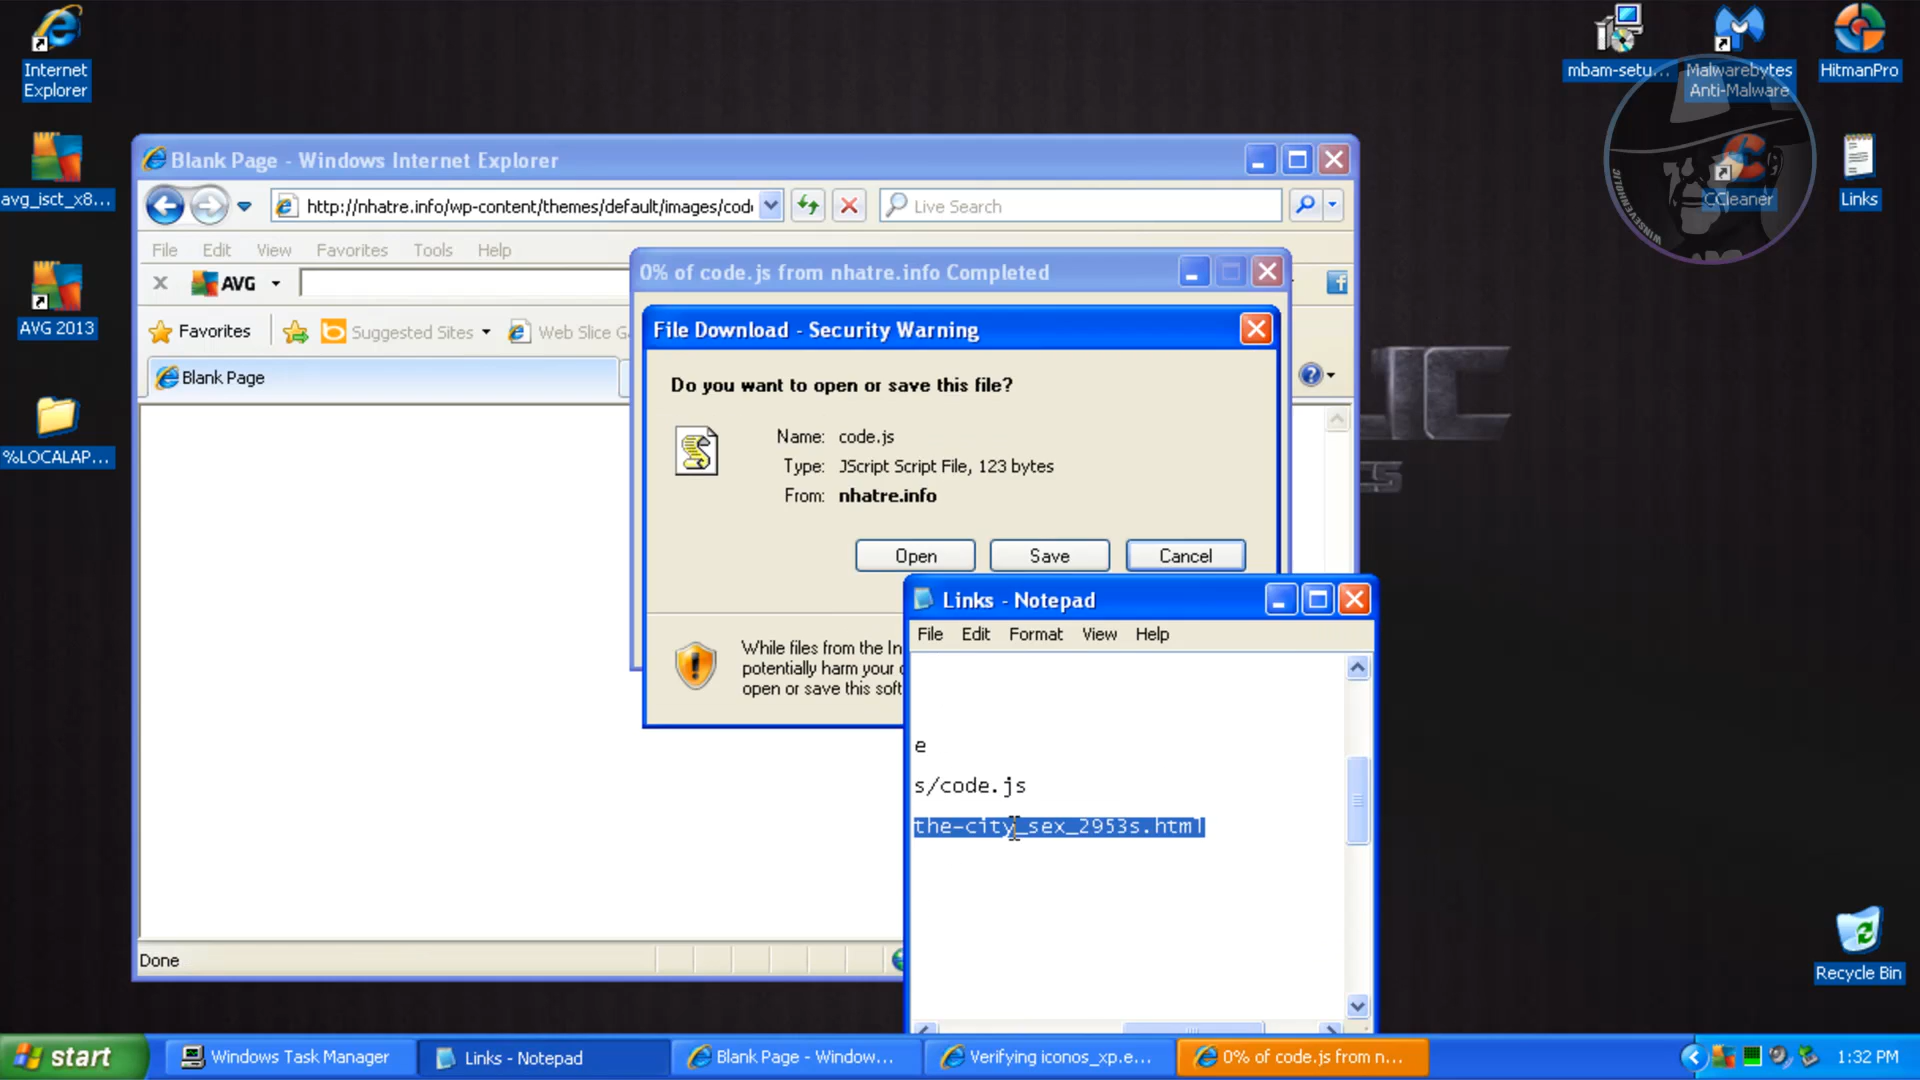 Internet
Explorer
avg_isct_x8...
AVG 2013
%LOCALAP...
mbam-setu...
Malwarebytes
Anti-Malware
HitmanPro
CCleaner
Links
WINSEVENHOLIC
Blank Page - Windows Internet Explorer
http://nhatre.info/wp-content/themes/default/images/cod
Live Search
File Edit View Favorites Tools Help
AVG
Favorites
Suggested Sites
Web Slice G
Blank Page
Done
0% of code.js from nhatre.info Completed
File Download - Security Warning
Do you want to open or save this file?
Name: code.js
Type: JScript Script File, 123 bytes
From: nhatre.info
Open Save Cancel
While files from the In
potentially harm your c
open or save this soft
Links - Notepad
File Edit Format View Help
e
s/code.js
the-city_sex_2953s.html
Recycle Bin
start
Windows Task Manager
Links - Notepad
Blank Page - Window...
Verifying iconos_xp.e...
0% of code.js from n...
1:32 PM